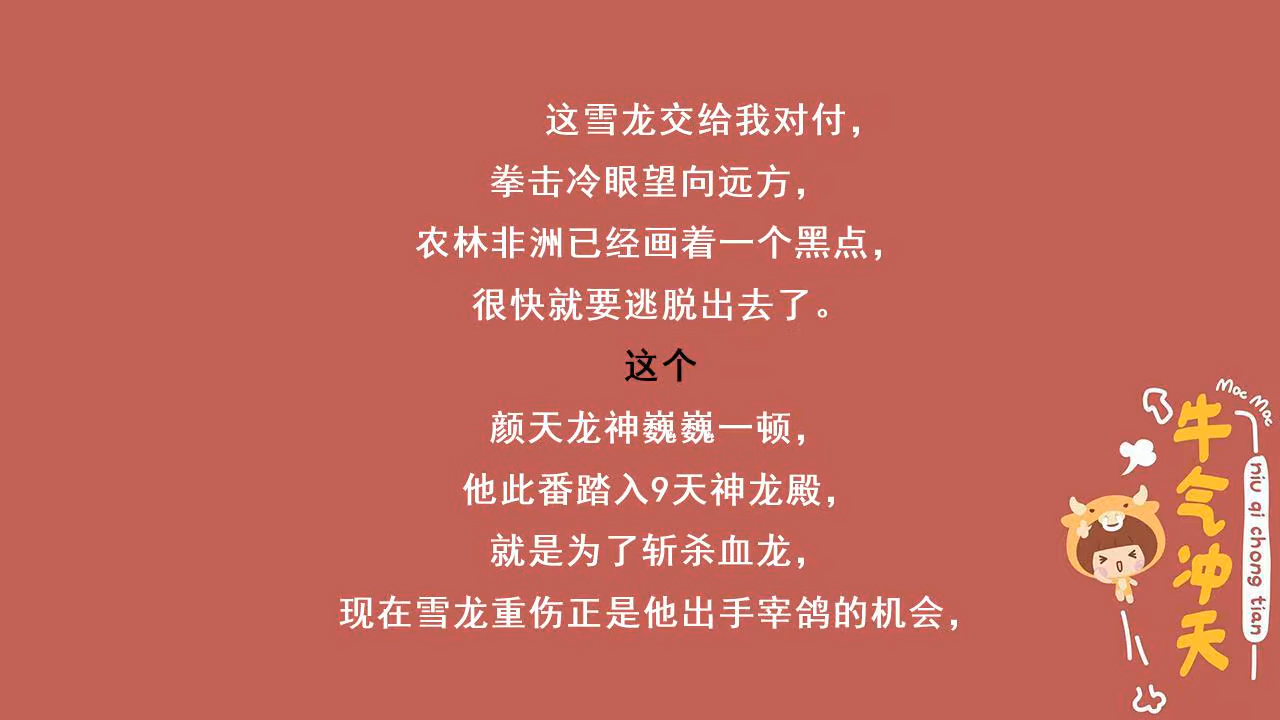 这雪龙交给我对付，
拳击冷眼望向远方，
农林非洲已经画着一个黑点，
很快就要逃脱出去了。
这个
颜天龙神巍巍一顿，
他此番踏入9天神龙殿，
就是为了斩杀血龙，
现在雪龙重伤正是他出手宰鸽的机会，
Moc Moc
牛气冲天
niu qi chong tian